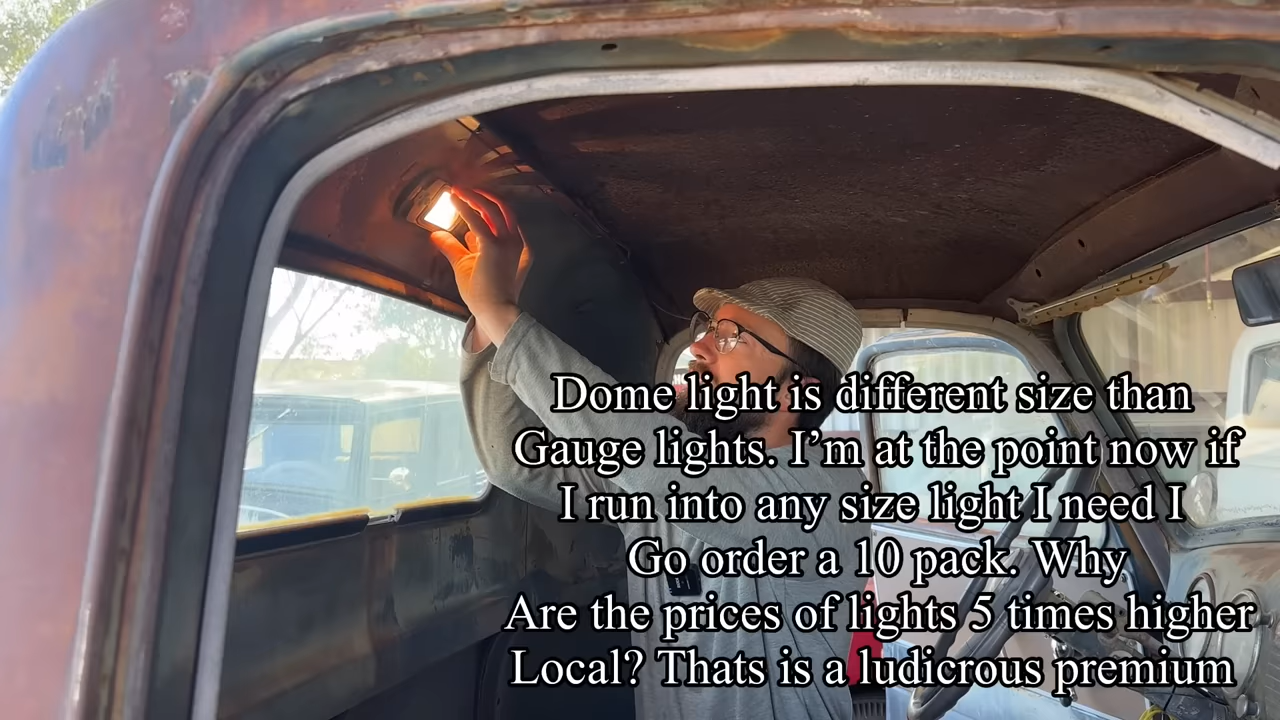 Dome light is different size than
Gauge lights. I’m at the point now if
I run into any size light I need I
Go order a 10 pack. Why
Are the prices of lights 5 times higher
Local? Thats is a ludicrous premium